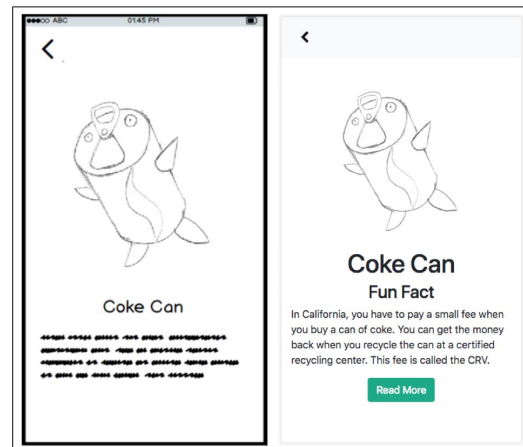 ABC 01:45 PM
Coke Can
Coke Can
Fun Fact
In California, you have to pay a small fee when
you buy a can of coke. You can get the money
back when you recycle the can at a certified
recycling center. This fee is called the CRV.
Read More